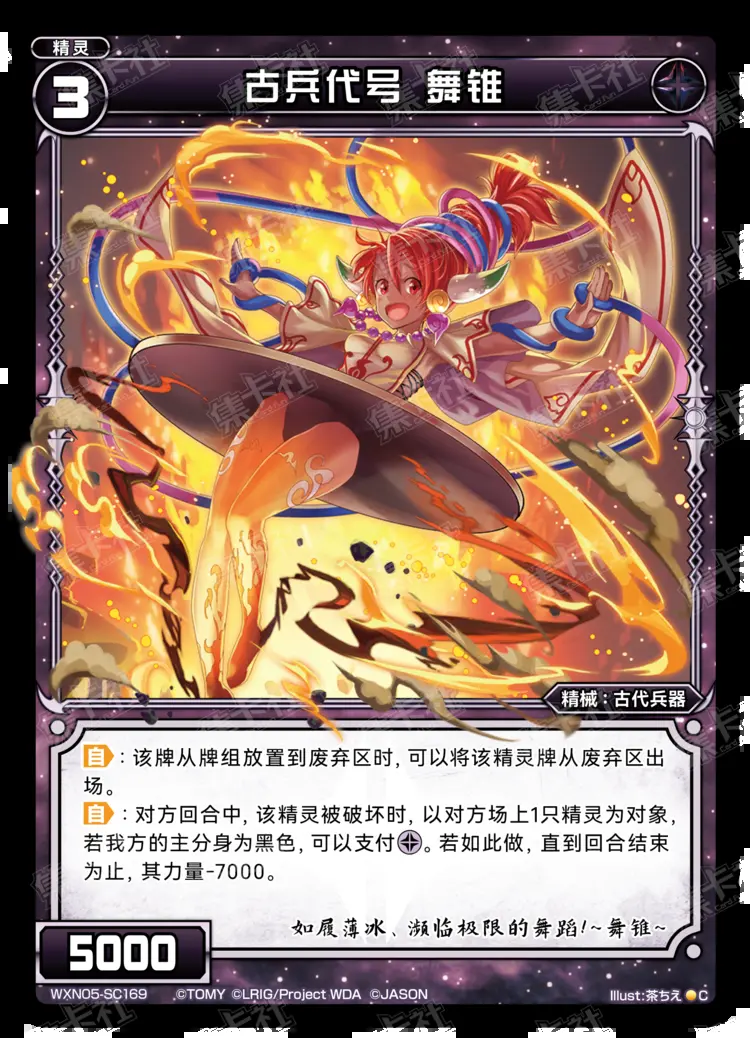 精灵
3
古兵代号 舞锥
精械：古代兵器
自：该牌从牌组放置到废弃区时, 可以将该精灵牌从废弃区出
场。
自：对方回合中, 该精灵被破坏时, 以对方场上1只精灵为对象,
若我方的主分身为黑色, 可以支付。若如此做, 直到回合结束
为止, 其力量-7000。
如履薄冰、濒临极限的舞蹈!~舞锥~
5000
WXN05-SC169 ©TOMY ©LRIG/Project WDA ©JASON
Illust:茶ちえ C
集卡社